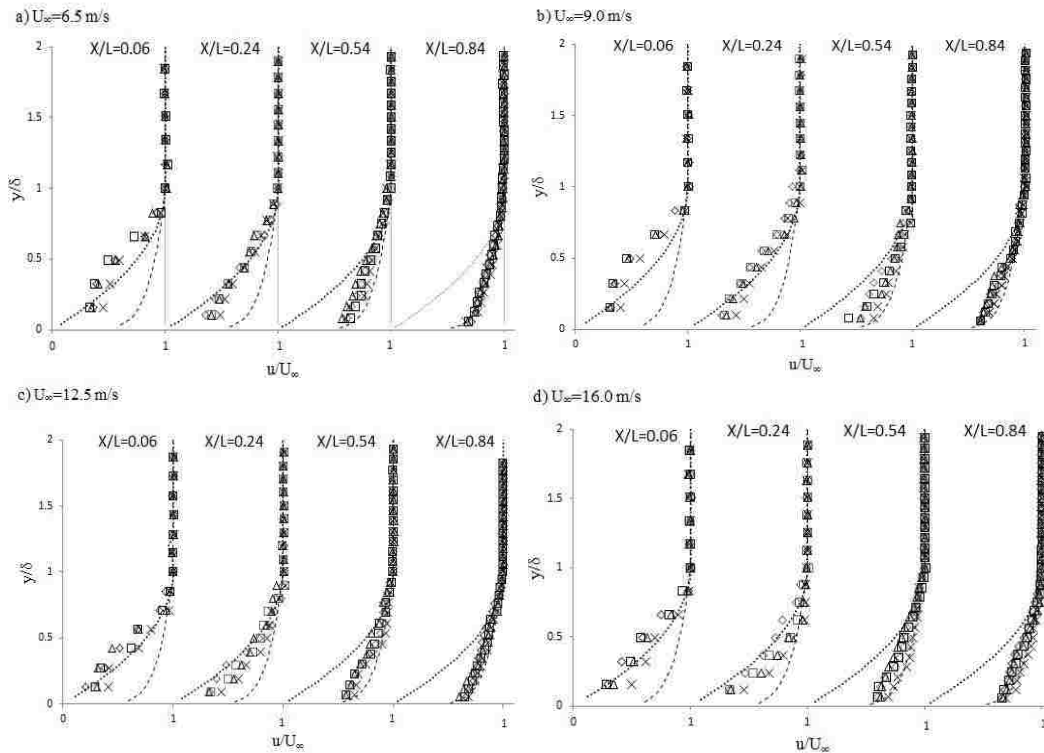 a) U∞=6.5 m/s
X/L=0.06 X/L=0.24 X/L=0.54 X/L=0.84
2
1.5
1
0.5
0
y/δ
0 1 1 1 1
u/U∞
b) U∞=9.0 m/s
X/L=0.06 X/L=0.24 X/L=0.54 X/L=0.84
2
1.5
1
0.5
0
y/δ
0 1 1 1 1
u/U∞
c) U∞=12.5 m/s
X/L=0.06 X/L=0.24 X/L=0.54 X/L=0.84
2
1.5
1
0.5
0
y/δ
0 1 1 1 1
u/U∞
d) U∞=16.0 m/s
X/L=0.06 X/L=0.24 X/L=0.54 X/L=0.84
2
1.5
1
0.5
0
y/δ
0 1 1 1 1
u/U∞